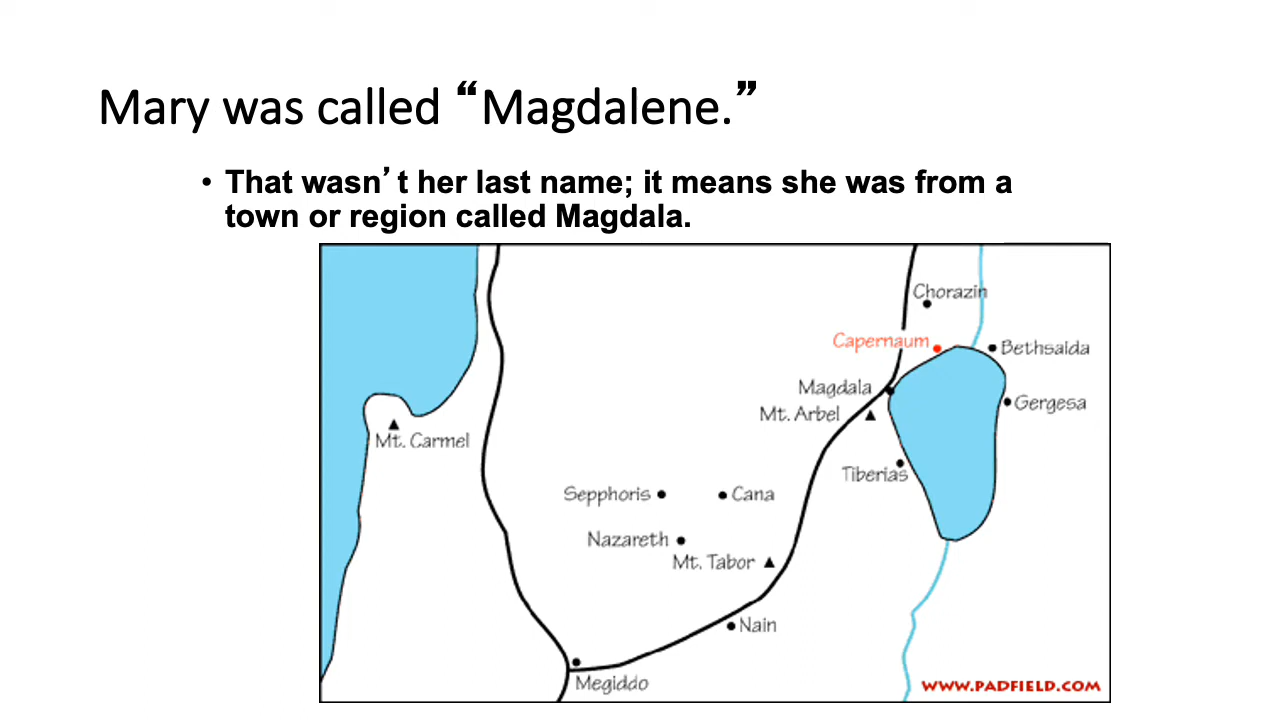 Mary was called “Magdalene.”
• That wasn’t her last name; it means she was from a
town or region called Magdala.
Chorazin
Capernaum
Bethsaida
Magdala
Gergesa
Mt. Arbel
Mt. Carmel
Tiberias
Sepphoris
Cana
Nazareth
Mt. Tabor
Nain
Megiddo
WWW.PADFIELD.COM